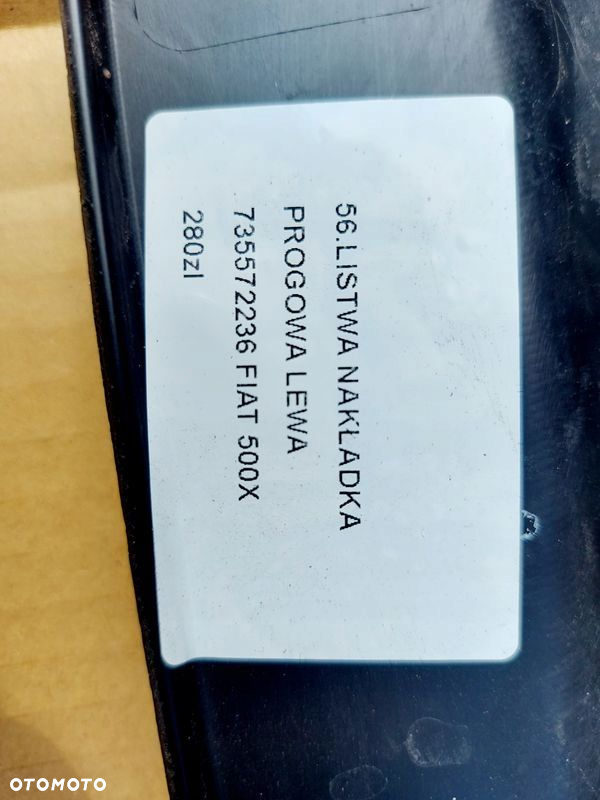 56.LISTWA NAKŁADKA
PROGOWA LEWA
735572236 FIAT 500X
280zl
OTOMOTO